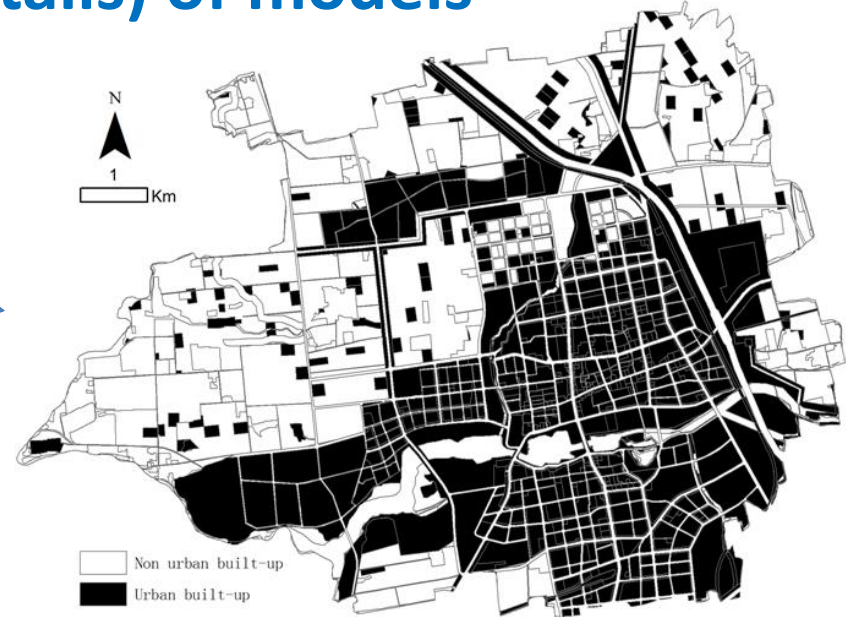 tails) of models
N
1
Km
Non urban built-up
Urban built-up